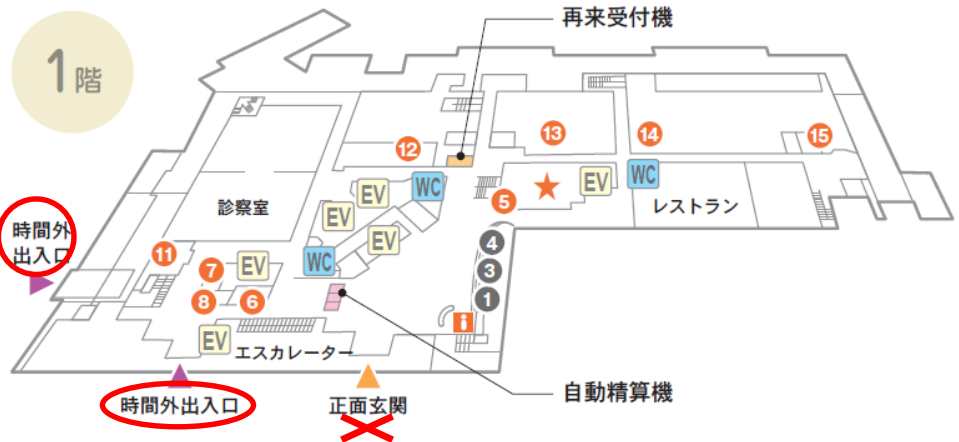 再来受付機
1階
13
14
15
12
EV
WC
EV
WC
診察室
EV
5
★
レストラン
時間外
出入口
EV
4
11
7
EV
WC
3
8
6
1
i
EV
エスカレーター
時間外出入口
正面玄関
自動精算機